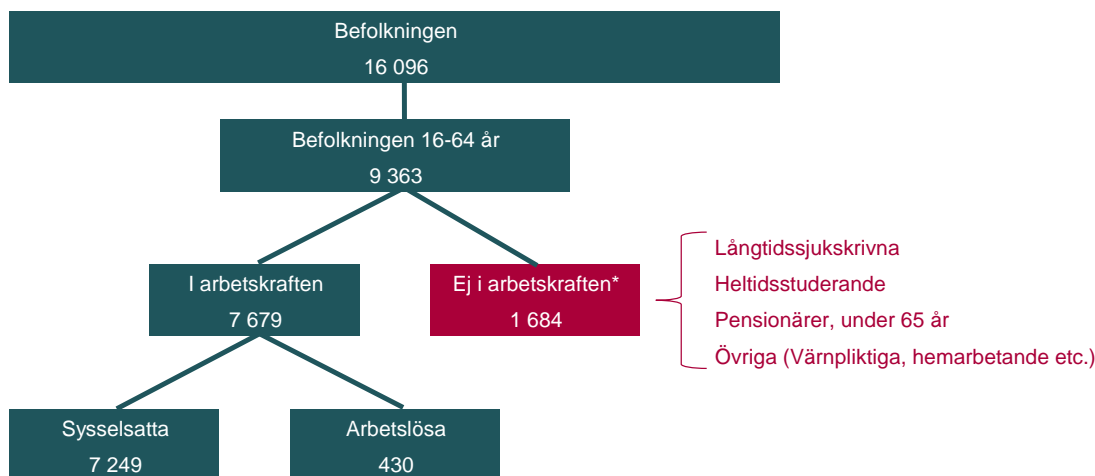 Befolkningen
16 096
Befolkningen 16-64 år
9 363
I arbetskraften
7 679
Ej i arbetskraften*
1 684
Långtidssjukskrivna
Heltidsstuderande
Pensionärer, under 65 år
Övriga (Värnpliktiga, hemarbetande etc.)
Sysselsatta
7 249
Arbetslösa
430